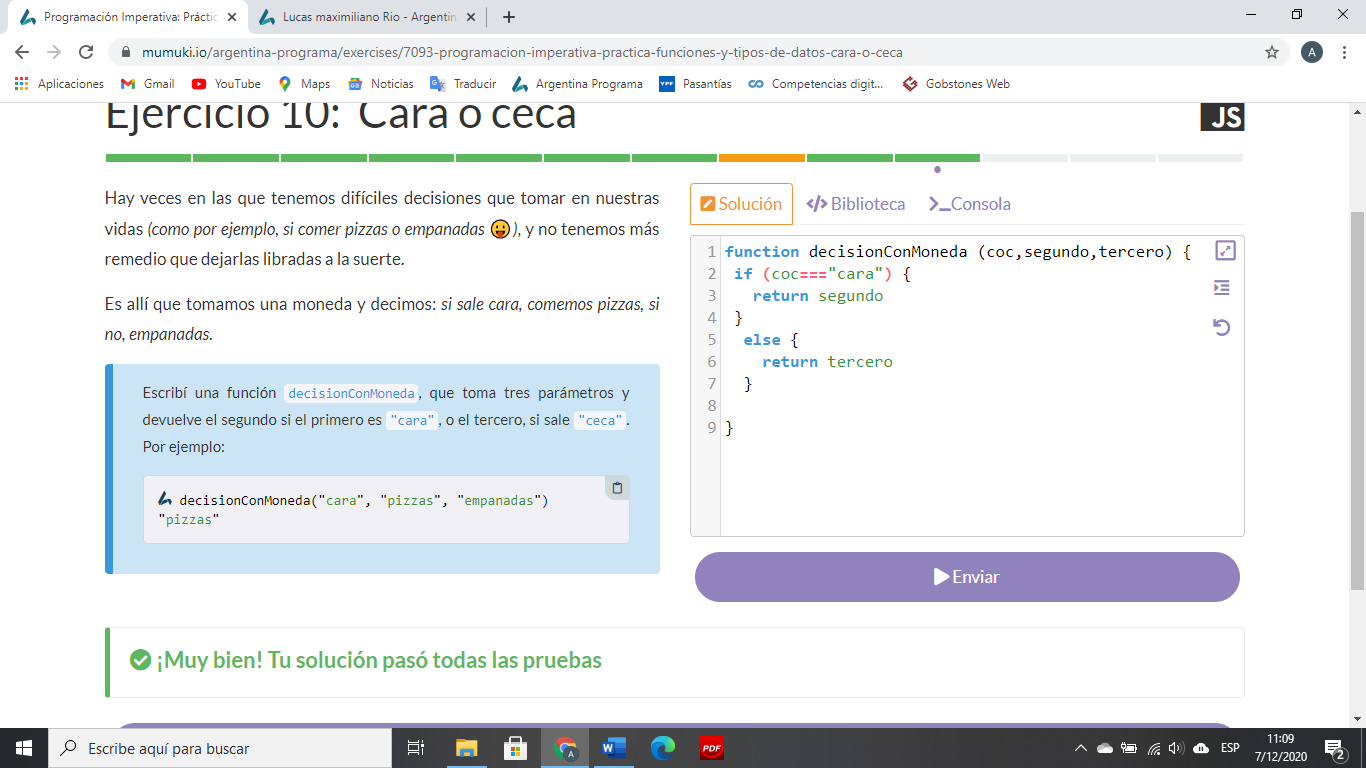 Programación Imperativa: Práctic
Lucas maximiliano Rio - Argentin
mumuki.io/argentina-programa/exercises/7093-programacion-imperativa-practica-funciones-y-tipos-de-datos-cara-o-ceca
A
Aplicaciones
Gmail
YouTube
Maps
Noticias
Traducir
Argentina Programa
YPF
Pasantías
Competencias digit...
Gobstones Web
Ejercicio 10: Cara o ceca
JS
Hay veces en las que tenemos difíciles decisiones que tomar en nuestras
vidas (como por ejemplo, si comer pizzas o empanadas 😛), y no tenemos más
remedio que dejarlas libradas a la suerte.
Es allí que tomamos una moneda y decimos: si sale cara, comemos pizzas, si
no, empanadas.
Escribí una función decisionConMoneda, que toma tres parámetros y
devuelve el segundo si el primero es "cara", o el tercero, si sale "ceca".
Por ejemplo:
decisionConMoneda("cara", "pizzas", "empanadas")
"pizzas"
Solución
Biblioteca
Consola
1 function decisionConMoneda (coc,segundo,tercero) {
2 if (coc==="cara") {
3 return segundo
4 }
5 else {
6 return tercero
7 }
8
9 }
Enviar
¡Muy bien! Tu solución pasó todas las pruebas
Escribe aquí para buscar
A
W
PDF
ESP
11:09
7/12/2020
2